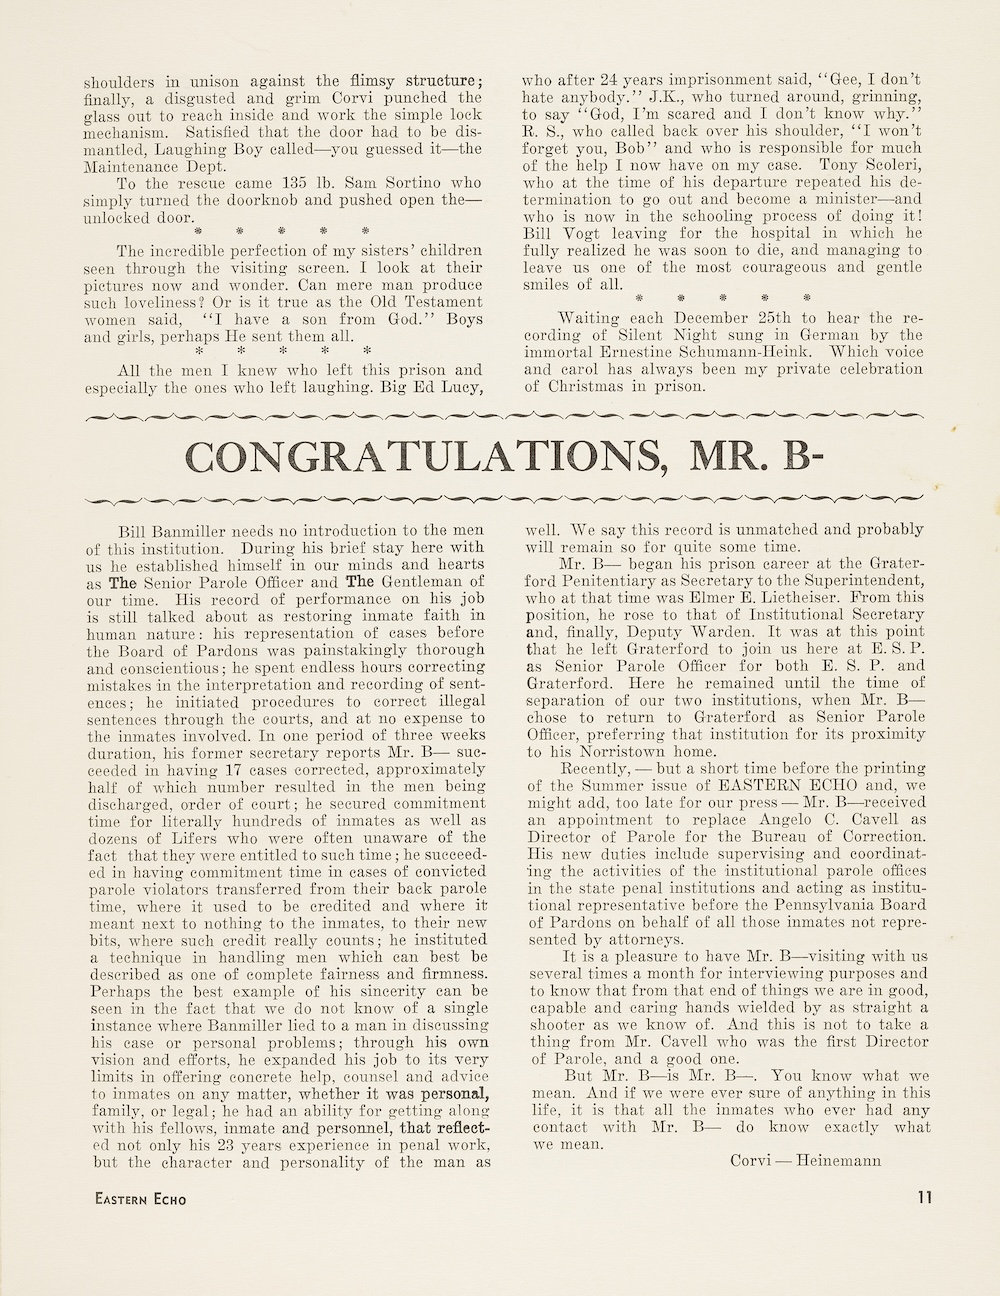 shoulders in unison against the flimsy structure;
finally, a disgusted and grim Corvi punched the
glass out to reach inside and work the simple lock
mechanism. Satisfied that the door had to be dis-
mantled, Laughing Boy called—you guessed it—the
Maintenance Dept.
To the rescue came 135 lb. Sam Sortino who
simply turned the doorknob and pushed open the—
unlocked door.
* * * * *
The incredible perfection of my sisters' children
seen through the visiting screen. I look at their
pictures now and wonder. Can mere man produce
such loveliness? Or is it true as the Old Testament
women said, "I have a son from God." Boys
and girls, perhaps He sent them all.
* * * * *
All the men I knew who left this prison and
especially the ones who left laughing. Big Ed Lucy,
who after 24 years imprisonment said, "Gee, I don't
hate anybody." J.K., who turned around, grinning,
to say "God, I'm scared and I don't know why."
R. S., who called back over his shoulder, "I won't
forget you, Bob" and who is responsible for much
of the help I now have on my case. Tony Scoleri,
who at the time of his departure repeated his de-
termination to go out and become a minister—and
who is now in the schooling process of doing it!
Bill Vogt leaving for the hospital in which he
fully realized he was soon to die, and managing to
leave us one of the most courageous and gentle
smiles of all.
* * * * *
Waiting each December 25th to hear the re-
cording of Silent Night sung in German by the
immortal Ernestine Schumann-Heink. Which voice
and carol has always been my private celebration
of Christmas in prison.
CONGRATULATIONS, MR. B-
Bill Banmiller needs no introduction to the men
of this institution. During his brief stay here with
us he established himself in our minds and hearts
as The Senior Parole Officer and The Gentleman of
our time. His record of performance on his job
is still talked about as restoring inmate faith in
human nature: his representation of cases before
the Board of Pardons was painstakingly thorough
and conscientious; he spent endless hours correcting
mistakes in the interpretation and recording of sent-
ences; he initiated procedures to correct illegal
sentences through the courts, and at no expense to
the inmates involved. In one period of three weeks
duration, his former secretary reports Mr. B— suc-
ceeded in having 17 cases corrected, approximately
half of which number resulted in the men being
discharged, order of court; he secured commitment
time for literally hundreds of inmates as well as
dozens of Lifers who were often unaware of the
fact that they were entitled to such time; he succeed-
ed in having commitment time in cases of convicted
parole violators transferred from their back parole
time, where it used to be credited and where it
meant next to nothing to the inmates, to their new
bits, where such credit really counts; he instituted
a technique in handling men which can best be
described as one of complete fairness and firmness.
Perhaps the best example of his sincerity can be
seen in the fact that we do not know of a single
instance where Banmiller lied to a man in discussing
his case or personal problems; through his own
vision and efforts, he expanded his job to its very
limits in offering concrete help, counsel and advice
to inmates on any matter, whether it was personal,
family, or legal; he had an ability for getting along
with his fellows, inmate and personnel, that reflect-
ed not only his 23 years experience in penal work,
but the character and personality of the man as
well. We say this record is unmatched and probably
will remain so for quite some time.
Mr. B— began his prison career at the Grater-
ford Penitentiary as Secretary to the Superintendent,
who at that time was Elmer E. Lietheiser. From this
position, he rose to that of Institutional Secretary
and, finally, Deputy Warden. It was at this point
that he left Graterford to join us here at E. S. P.
as Senior Parole Officer for both E. S. P. and
Graterford. Here he remained until the time of
separation of our two institutions, when Mr. B—
chose to return to Graterford as Senior Parole
Officer, preferring that institution for its proximity
to his Norristown home.
Recently, — but a short time before the printing
of the Summer issue of EASTERN ECHO and, we
might add, too late for our press — Mr. B—received
an appointment to replace Angelo C. Cavell as
Director of Parole for the Bureau of Correction.
His new duties include supervising and coordinat-
ing the activities of the institutional parole offices
in the state penal institutions and acting as institu-
tional representative before the Pennsylvania Board
of Pardons on behalf of all those inmates not repre-
sented by attorneys.
It is a pleasure to have Mr. B—visiting with us
several times a month for interviewing purposes and
to know that from that end of things we are in good,
capable and caring hands wielded by as straight a
shooter as we know of. And this is not to take a
thing from Mr. Cavell who was the first Director
of Parole, and a good one.
But Mr. B—is Mr. B—. You know what we
mean. And if we were ever sure of anything in this
life, it is that all the inmates who ever had any
contact with Mr. B— do know exactly what
we mean.
Corvi — Heinemann
EASTERN ECHO
11